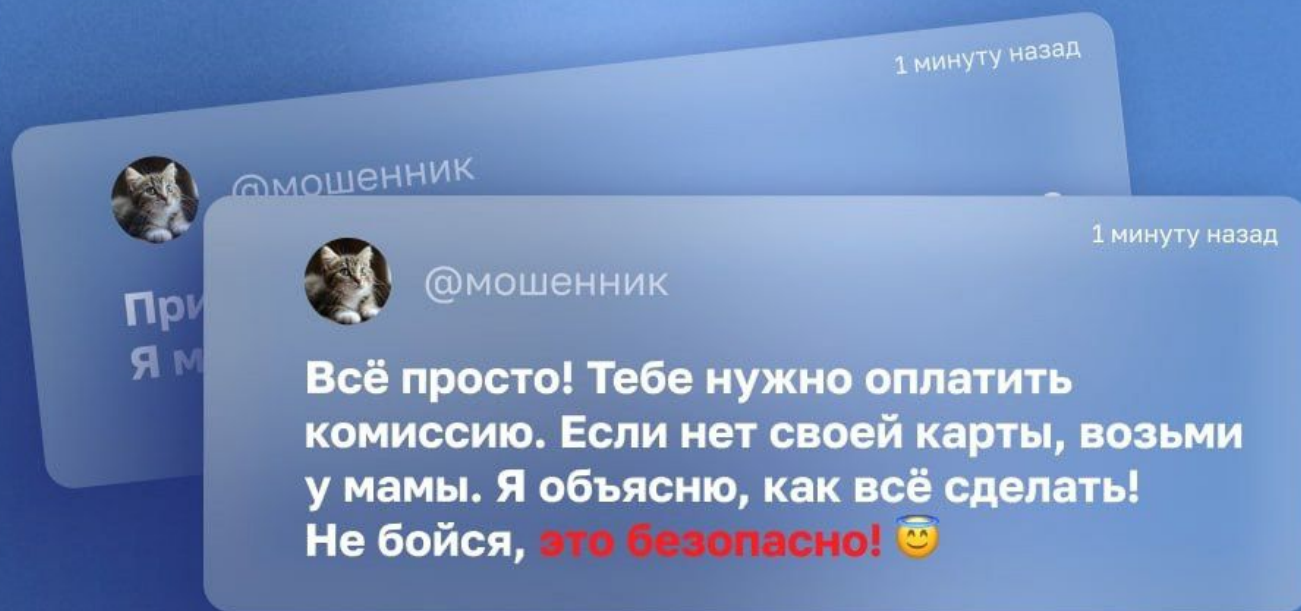 1 минуту назад
@мошенник
1 минуту назад
@мошенник
Всё просто! Тебе нужно оплатить
комиссию. Если нет своей карты, возьми
у мамы. Я объясню, как всё сделать!
Не бойся, это безопасно! 😇